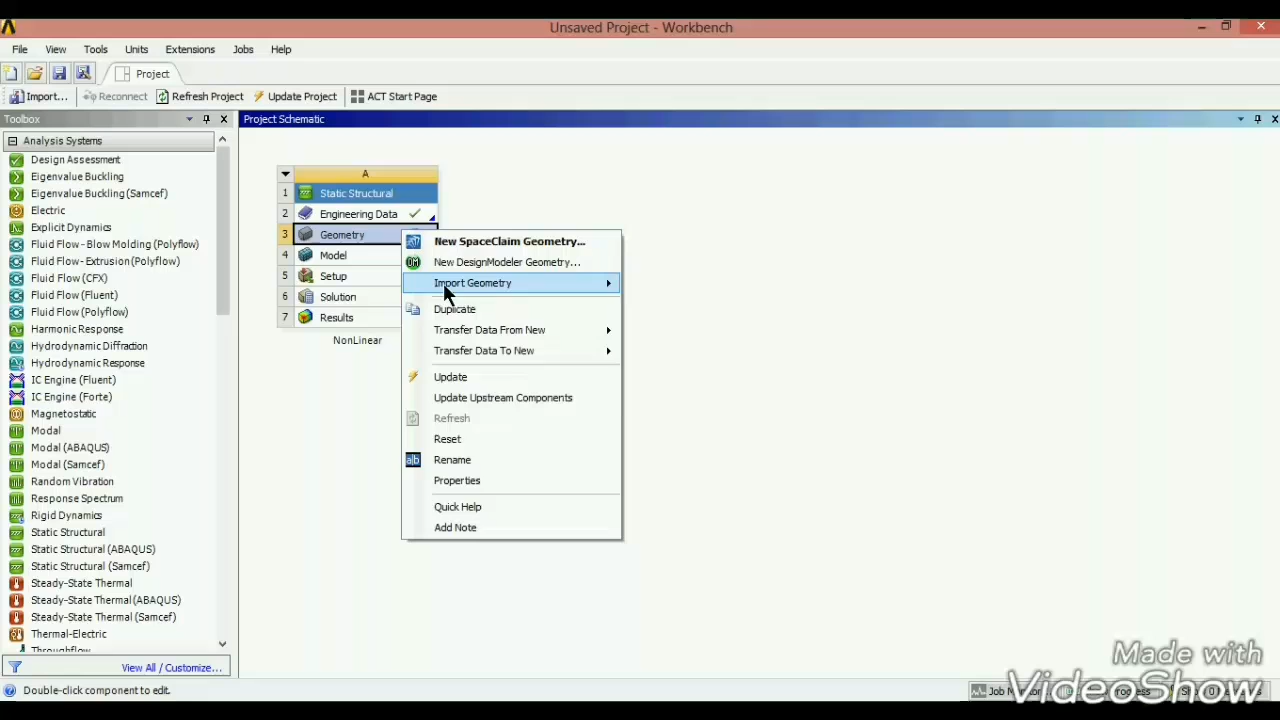 Unsaved Project - Workbench
File View Tools Units Extensions Jobs Help
Project
Import... Reconnect Refresh Project Update Project ACT Start Page
Toolbox
Project Schematic
Analysis Systems
Design Assessment
Eigenvalue Buckling
Eigenvalue Buckling (Samcef)
Electric
Explicit Dynamics
Fluid Flow - Blow Molding (Polyflow)
Fluid Flow - Extrusion (Polyflow)
Fluid Flow (CFX)
Fluid Flow (Fluent)
Fluid Flow (Polyflow)
Harmonic Response
Hydrodynamic Diffraction
Hydrodynamic Response
IC Engine (Fluent)
IC Engine (Forte)
Magnetostatic
Modal
Modal (ABAQUS)
Modal (Samcef)
Random Vibration
Response Spectrum
Rigid Dynamics
Static Structural
Static Structural (ABAQUS)
Static Structural (Samcef)
Steady-State Thermal
Steady-State Thermal (ABAQUS)
Steady-State Thermal (Samcef)
Thermal-Electric
Throughflow
View All / Customize...
A
1 Static Structural
2 Engineering Data
3 Geometry
4 Model
5 Setup
6 Solution
7 Results
NonLinear
New SpaceClaim Geometry...
New DesignModeler Geometry...
Import Geometry
Duplicate
Transfer Data From New
Transfer Data To New
Update
Update Upstream Components
Refresh
Reset
a|b Rename
Properties
Quick Help
Add Note
Double-click component to edit.
Job
Made with
VideoShow